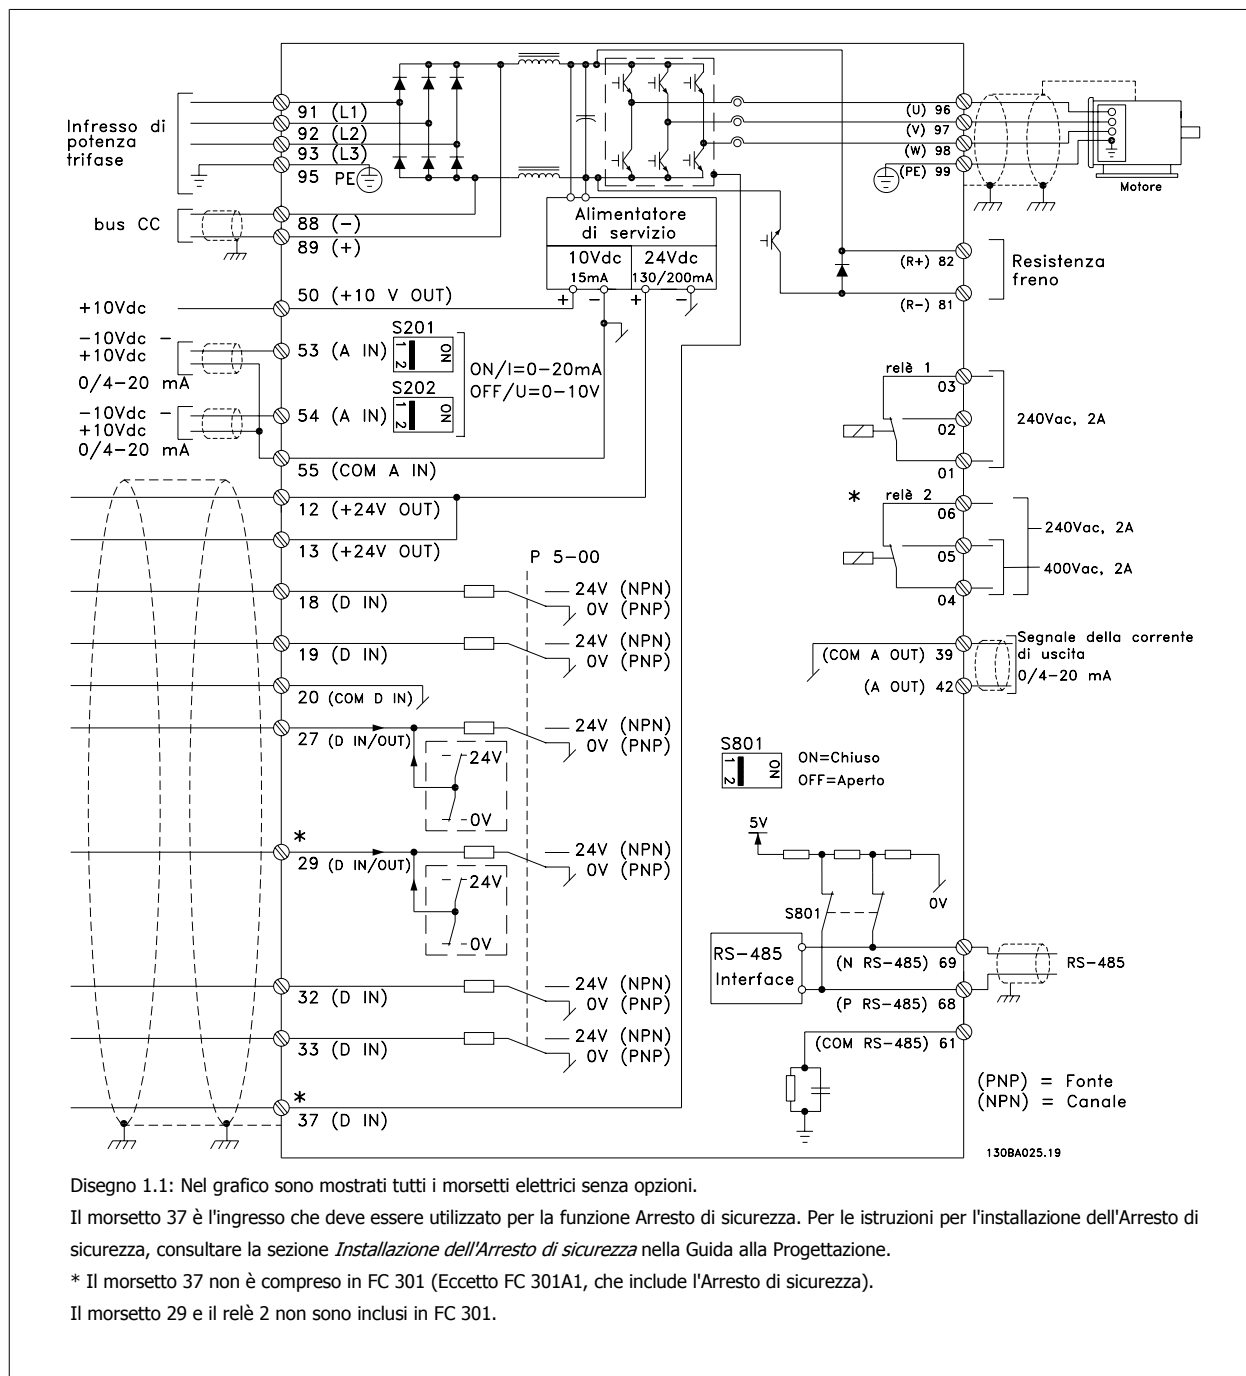 Infresso di
potenza
trifase
91 (L1)
92 (L2)
93 (L3)
95 PE
bus CC
88 (-)
89 (+)
+10Vdc
50 (+10 V OUT)
-10Vdc -
+10Vdc
0/4-20 mA
53 (A IN)
S201
1 2
ON
ON/I=0-20mA
OFF/U=0-10V
S202
1 2
ON
-10Vdc -
+10Vdc
0/4-20 mA
54 (A IN)
55 (COM A IN)
12 (+24V OUT)
13 (+24V OUT)
P 5-00
18 (D IN)
24V (NPN)
0V (PNP)
19 (D IN)
24V (NPN)
0V (PNP)
20 (COM D IN)
27 (D IN/OUT)
24V (NPN)
0V (PNP)
24V
0V
*
29 (D IN/OUT)
24V (NPN)
0V (PNP)
24V
0V
32 (D IN)
24V (NPN)
0V (PNP)
33 (D IN)
24V (NPN)
0V (PNP)
*
37 (D IN)
Alimentatore
di servizio
10Vdc
15mA
24Vdc
130/200mA
+ - + -
(U) 96
(V) 97
(W) 98
(PE) 99
Motore
(R+) 82
Resistenza
freno
(R-) 81
relè 1
03
02
240Vac, 2A
01
* relè 2
06
240Vac, 2A
05
400Vac, 2A
04
(COM A OUT) 39
Segnale della corrente
di uscita
0/4-20 mA
(A OUT) 42
S801
1 2
ON
ON=Chiuso
OFF=Aperto
5V
0V
S801
RS-485
Interface
(N RS-485) 69
RS-485
(P RS-485) 68
(COM RS-485) 61
(PNP) = Fonte
(NPN) = Canale
130BA025.19
Disegno 1.1: Nel grafico sono mostrati tutti i morsetti elettrici senza opzioni.
Il morsetto 37 è l'ingresso che deve essere utilizzato per la funzione Arresto di sicurezza. Per le istruzioni per l'installazione dell'Arresto di
sicurezza, consultare la sezione Installazione dell'Arresto di sicurezza nella Guida alla Progettazione.
* Il morsetto 37 non è compreso in FC 301 (Eccetto FC 301A1, che include l'Arresto di sicurezza).
Il morsetto 29 e il relè 2 non sono inclusi in FC 301.